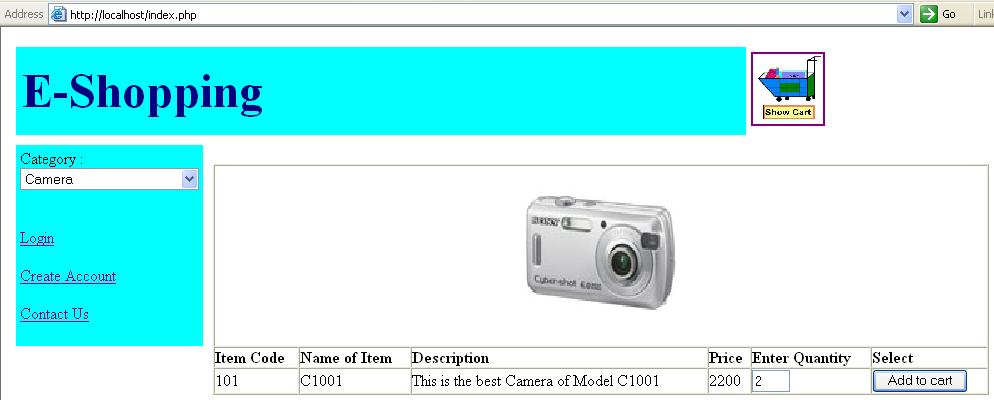 Address http://localhost/index.php Go Link
E-Shopping
Show Cart
Category :
Camera
Login
Create Account
Contact Us
SONY
Cyber-shot
Item Code Name of Item Description Price Enter Quantity Select
101 C1001 This is the best Camera of Model C1001 2200 2 Add to cart